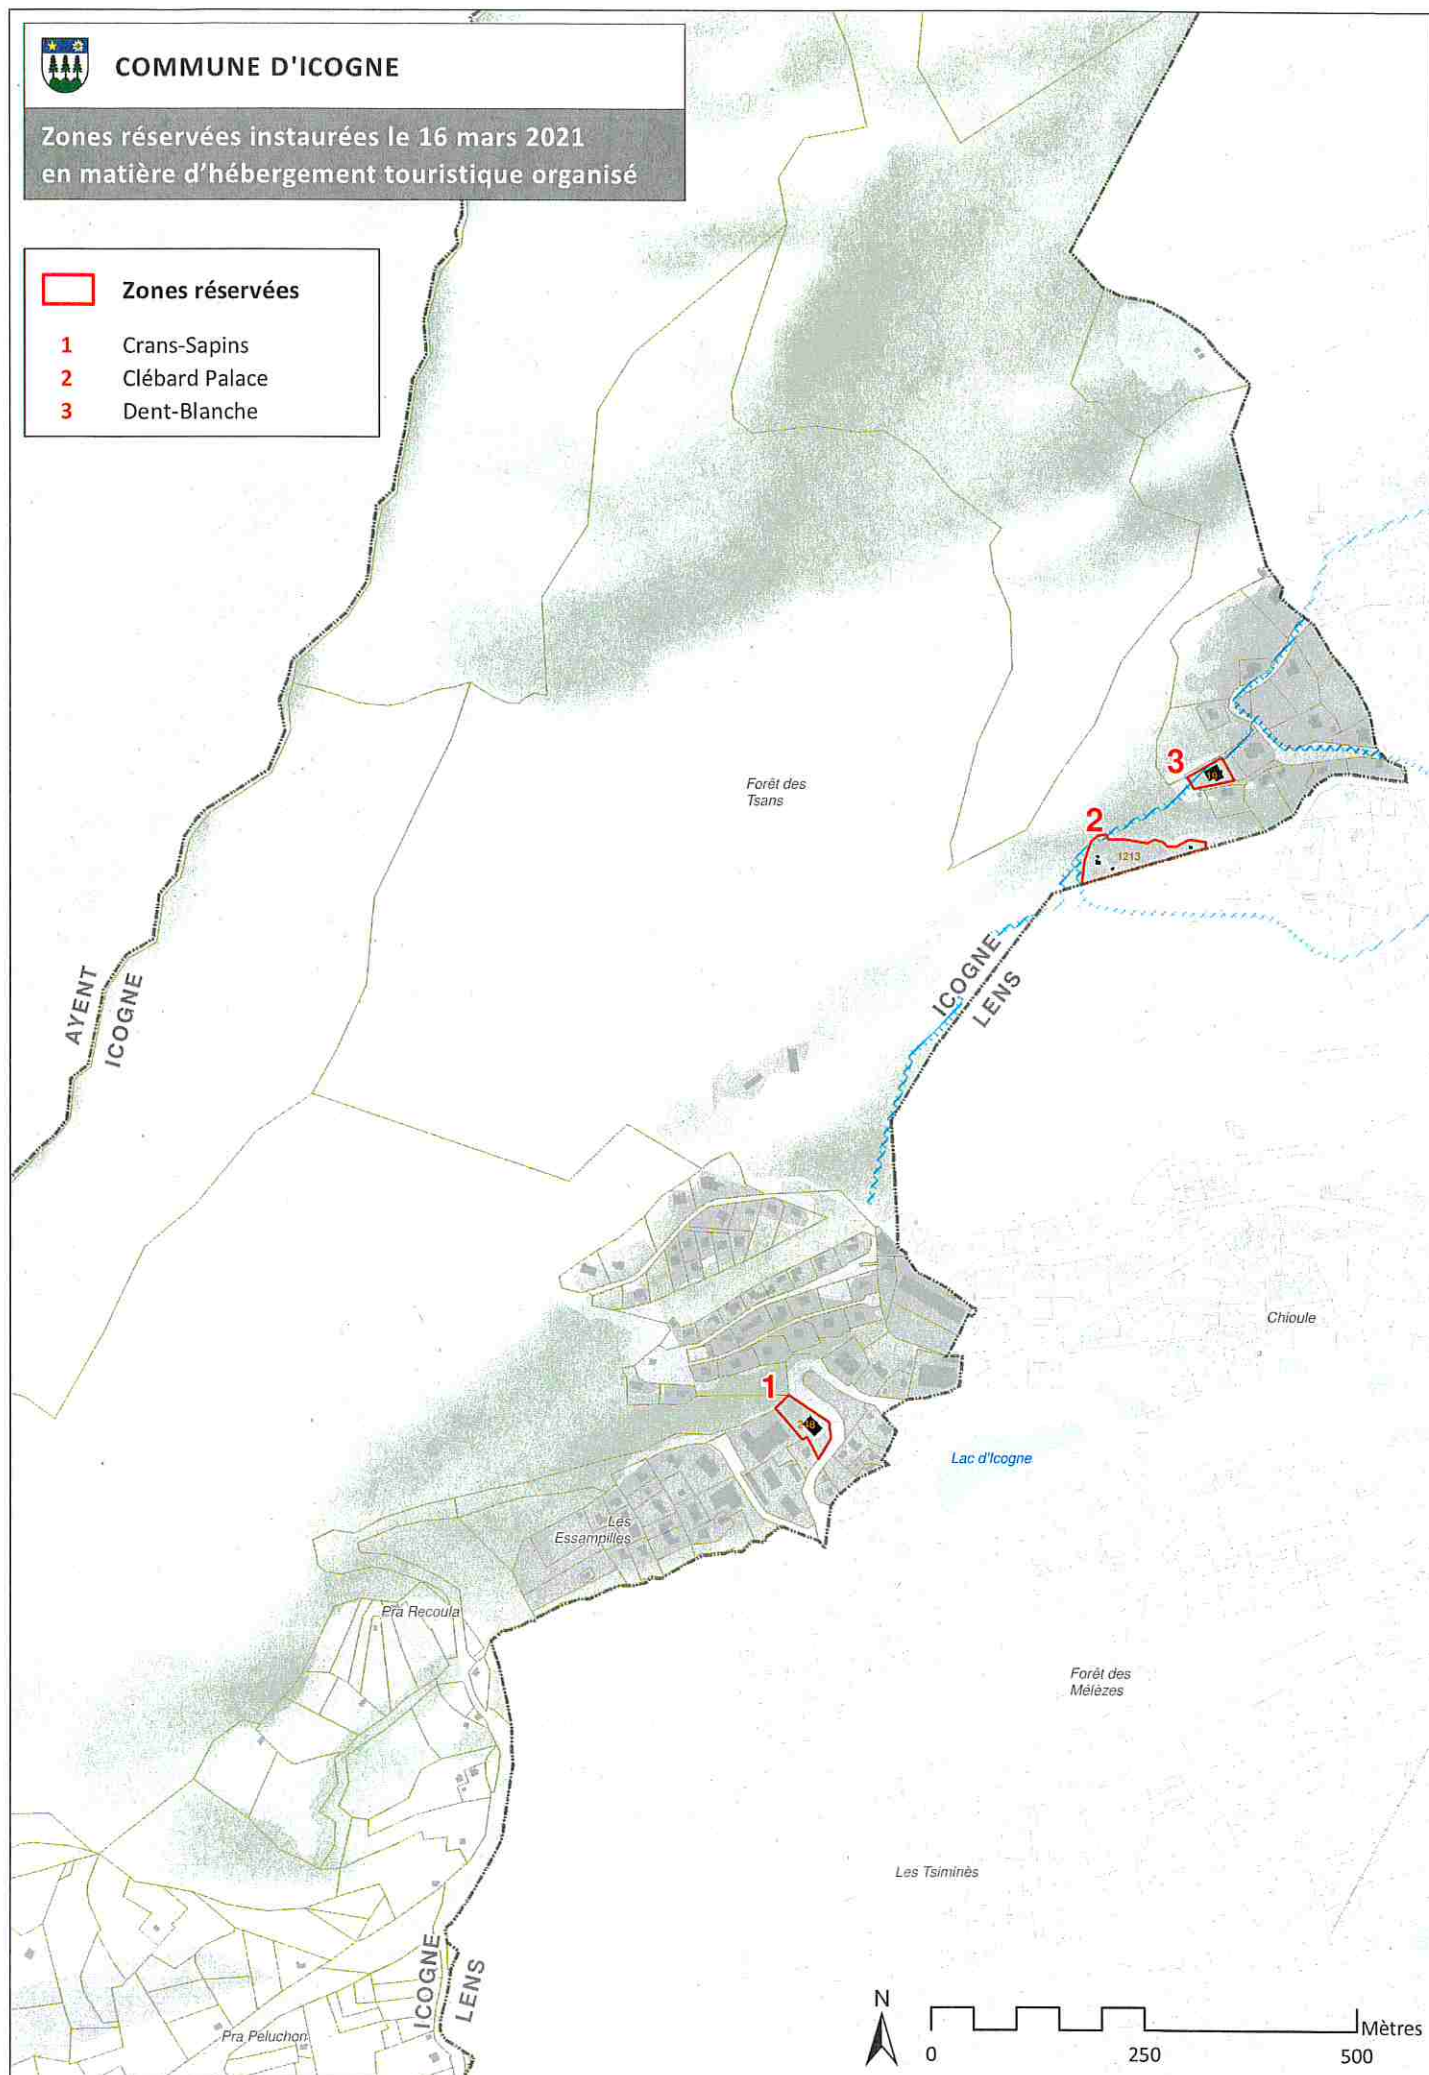 COMMUNE D'ICOGNE
Zones réservées instaurées le 16 mars 2021
en matière d'hébergement touristique organisé
Zones réservées
1 Crans-Sapins
2 Clébard Palace
3 Dent-Blanche
3
Forêt des
Tsans
2
1213
AYENT
ICOGNE
ICOGNE
LENS
Chioule
1
Lac d'Icogne
Les
Essampilles
Pra Recoula
Forêt des
Mélèzes
Les Tsiminès
ICOGNE
LENS
Pra Péluchon
N
Mètres
0 250 500